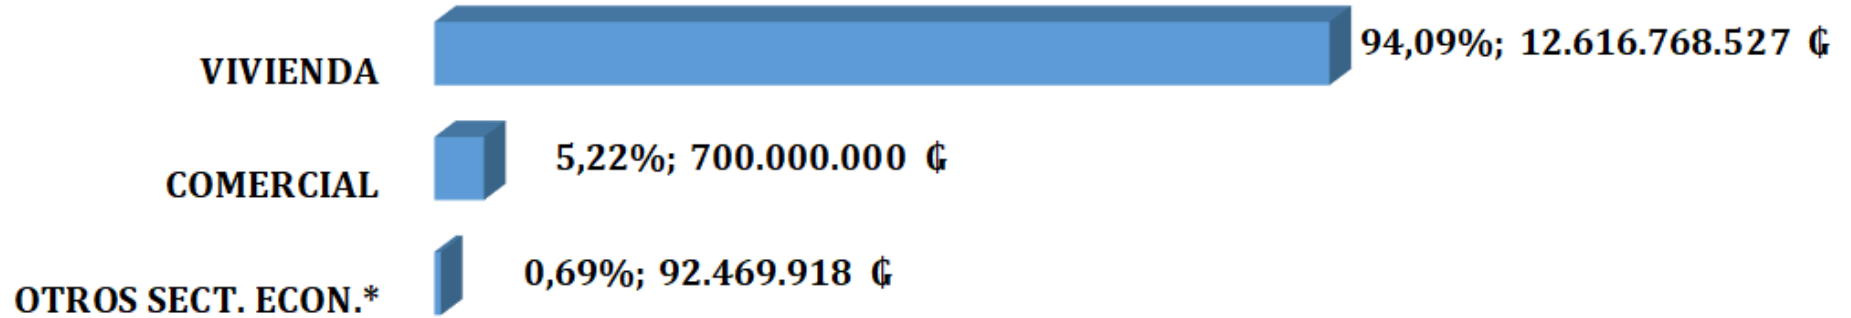 VIVIENDA 94,09%; 12.616.768.527 ₲
COMERCIAL 5,22%; 700.000.000 ₲
OTROS SECT. ECON.* 0,69%; 92.469.918 ₲